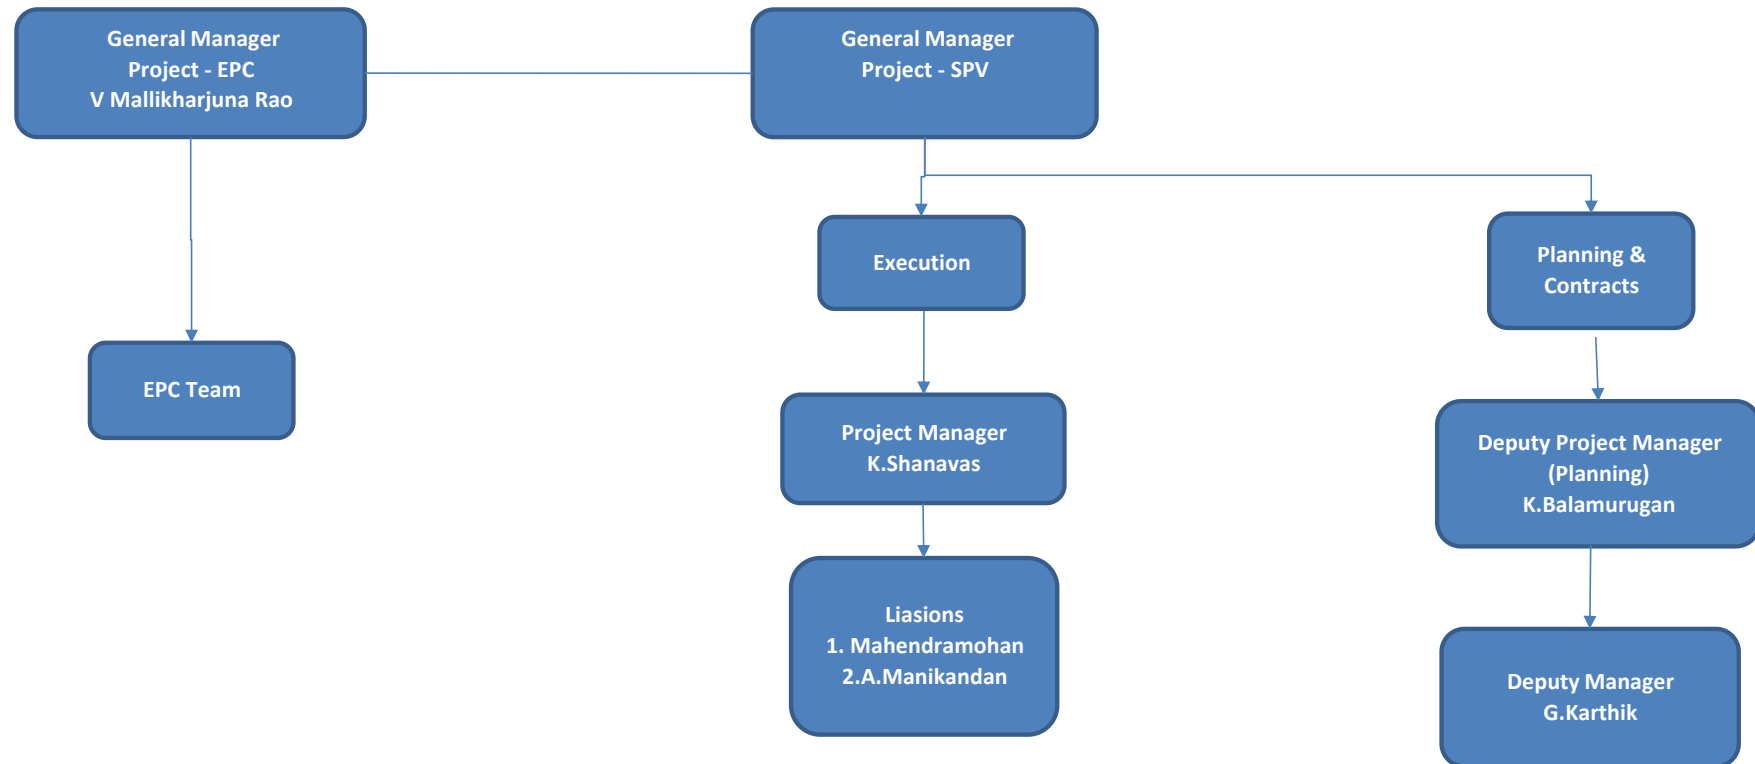 General Manager
Project - EPC
V Mallikharjuna Rao
General Manager
Project - SPV
Execution
Planning &
Contracts
EPC Team
Project Manager
K.Shanavas
Deputy Project Manager
(Planning)
K.Balamurugan
Liasions
1. Mahendramohan
2.A.Manikandan
Deputy Manager
G.Karthik